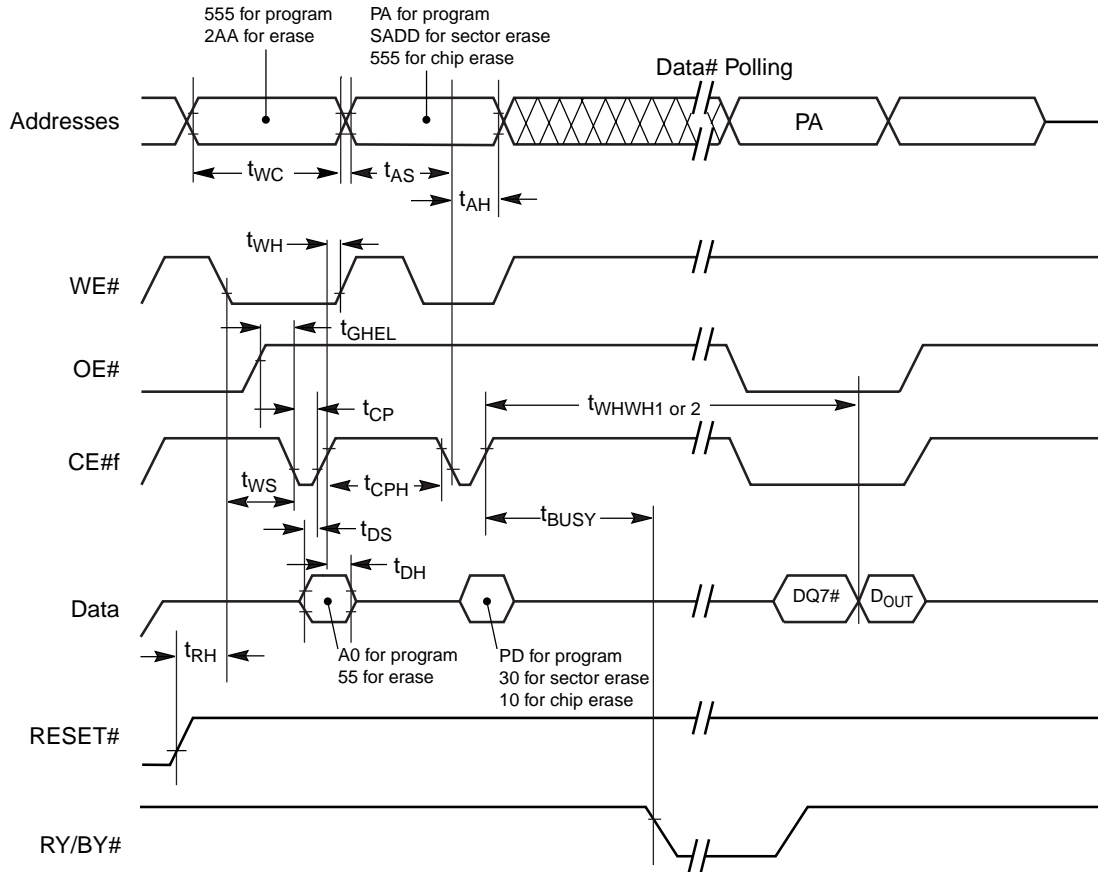 555 for program
2AA for erase
PA for program
SADD for sector erase
555 for chip erase
Data# Polling
Addresses
PA
tWC
tAS
tAH
tWH
WE#
tGHEL
OE#
tWHWH1 or 2
tCP
CE#f
tWS
tCPH
tBUSY
tDS
tDH
Data
DQ7#
DOUT
tRH
A0 for program
55 for erase
PD for program
30 for sector erase
10 for chip erase
RESET#
RY/BY#